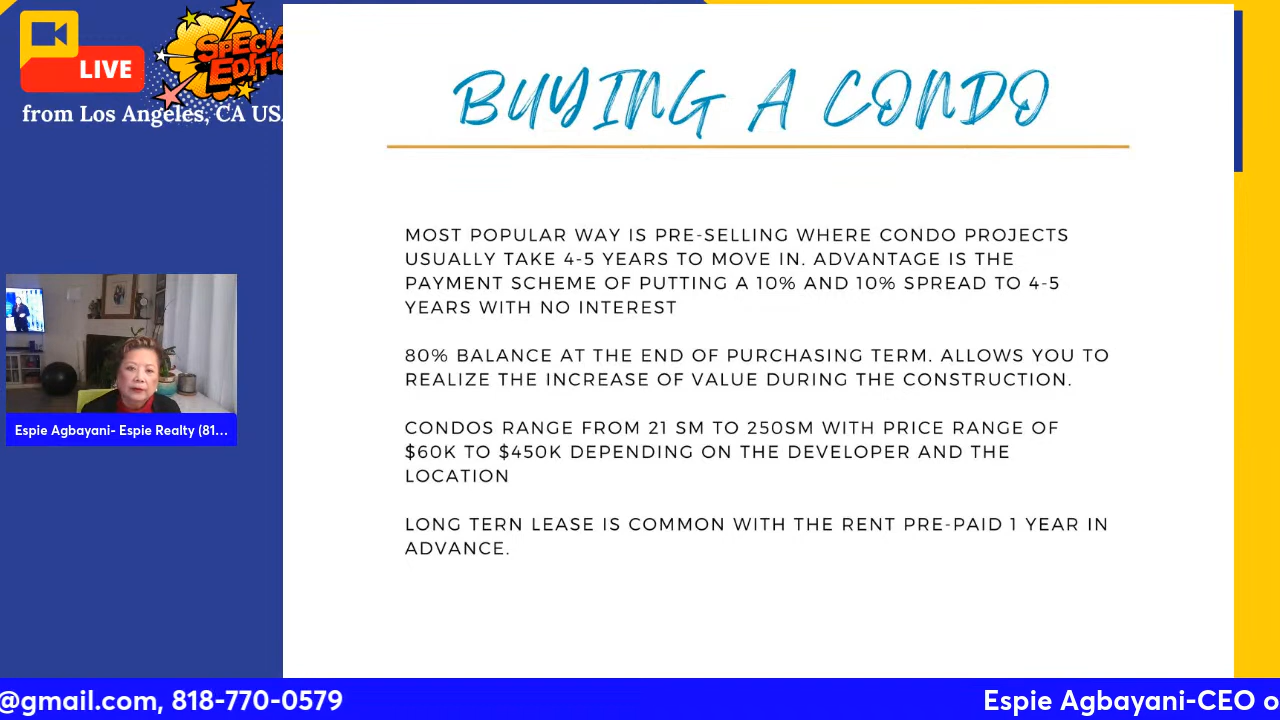 LIVE
SPECIAL
EDITION
from Los Angeles, CA USA
BUYING A CONDO
MOST POPULAR WAY IS PRE-SELLING WHERE CONDO PROJECTS
USUALLY TAKE 4-5 YEARS TO MOVE IN. ADVANTAGE IS THE
PAYMENT SCHEME OF PUTTING A 10% AND 10% SPREAD TO 4-5
YEARS WITH NO INTEREST
80% BALANCE AT THE END OF PURCHASING TERM. ALLOWS YOU TO
REALIZE THE INCREASE OF VALUE DURING THE CONSTRUCTION.
CONDOS RANGE FROM 21 SM TO 250SM WITH PRICE RANGE OF
$60K TO $450K DEPENDING ON THE DEVELOPER AND THE
LOCATION
LONG TERN LEASE IS COMMON WITH THE RENT PRE-PAID 1 YEAR IN
ADVANCE.
Espie Agbayani- Espie Realty (81...
@gmail.com, 818-770-0579
Espie Agbayani-CEO o